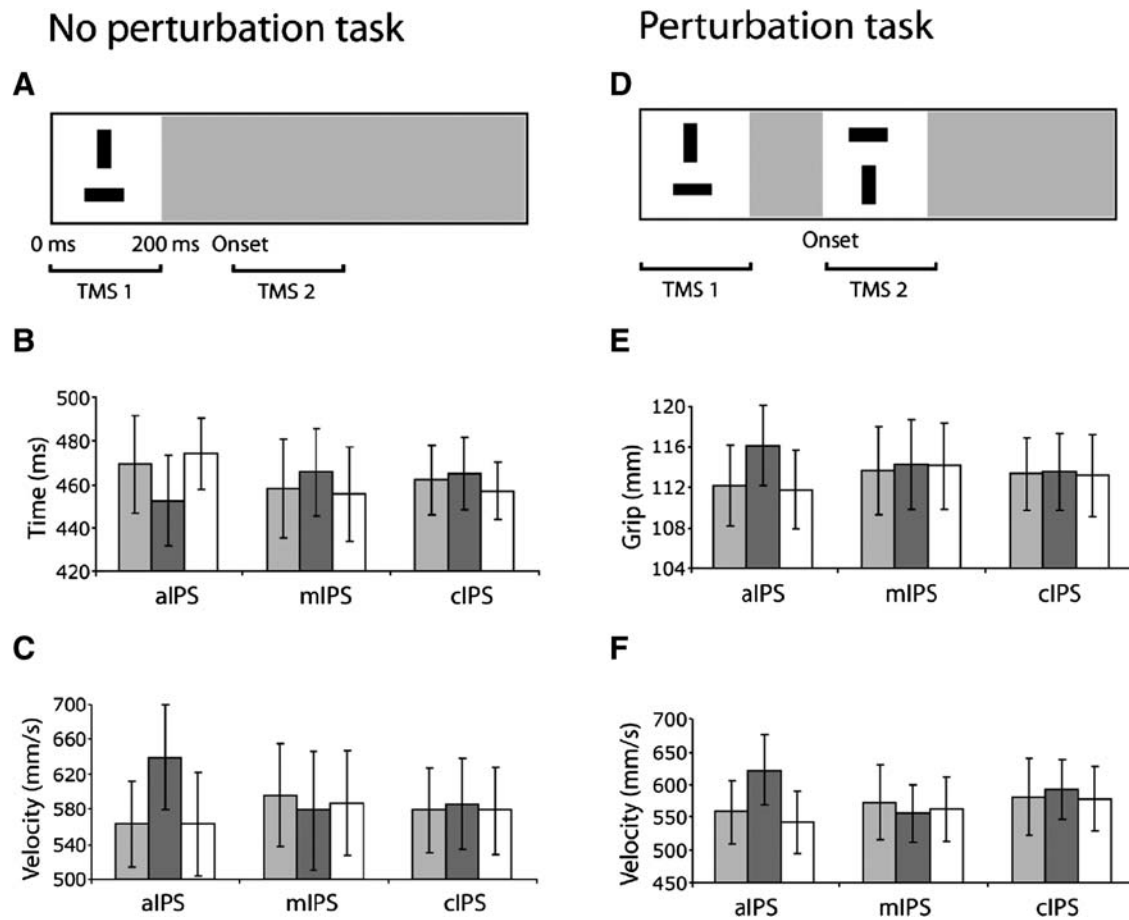 No perturbation task
Perturbation task
A
0 ms 200 ms Onset
TMS 1 TMS 2
D
Onset
TMS 1 TMS 2
B
Time (ms)
500
480
460
440
420
aIPS mIPS cIPS
E
Grip (mm)
120
116
112
108
104
aIPS mIPS cIPS
C
Velocity (mm/s)
700
660
620
580
540
500
aIPS mIPS cIPS
F
Velocity (mm/s)
700
650
600
550
500
450
aIPS mIPS cIPS